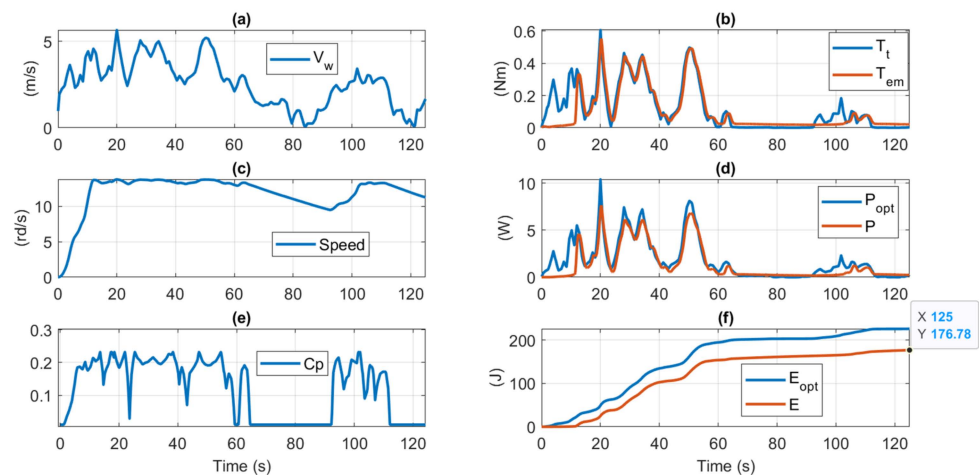 (a)
5
0
(m/s)
V_w
0 20 40 60 80 100 120
(b)
0.6
0.4
0.2
0
(Nm)
T_t
T_em
0 20 40 60 80 100 120
(c)
10
0
(rd/s)
Speed
0 20 40 60 80 100 120
(d)
10
5
0
(W)
P_opt
P
0 20 40 60 80 100 120
(e)
0.3
0.2
0.1
Cp
0 20 40 60 80 100 120
Time (s)
(f)
200
100
0
(J)
E_opt
E
X 125
Y 176.78
0 20 40 60 80 100 120
Time (s)